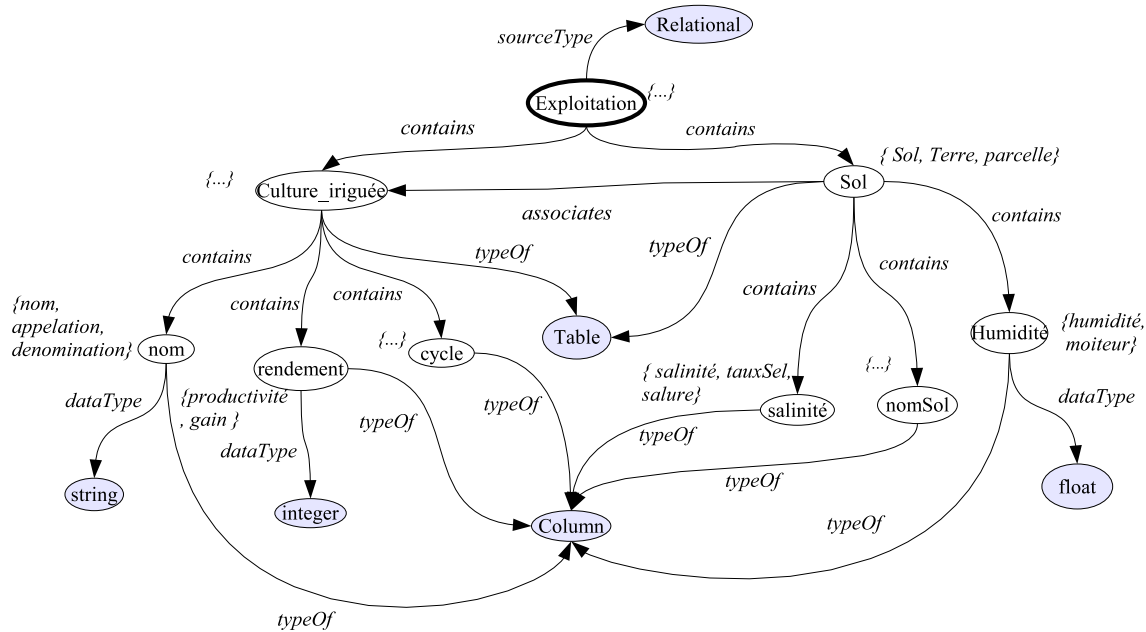 Relational
sourceType
Exploitation
{...}
contains
contains
{ Sol, Terre, parcelle}
{...}
Culture_iriguée
Sol
associates
contains
typeOf
typeOf
contains
contains
contains
contains
contains
contains
{nom,
appelation,
denomination}
nom
{...}
cycle
Table
Humidité
{humidité,
moiteur}
rendement
{ salinité, tauxSel,
salure}
{...}
salinité
nomSol
dataType
{productivité
, gain }
typeOf
typeOf
typeOf
dataType
dataType
string
integer
Column
typeOf
float
typeOf
typeOf